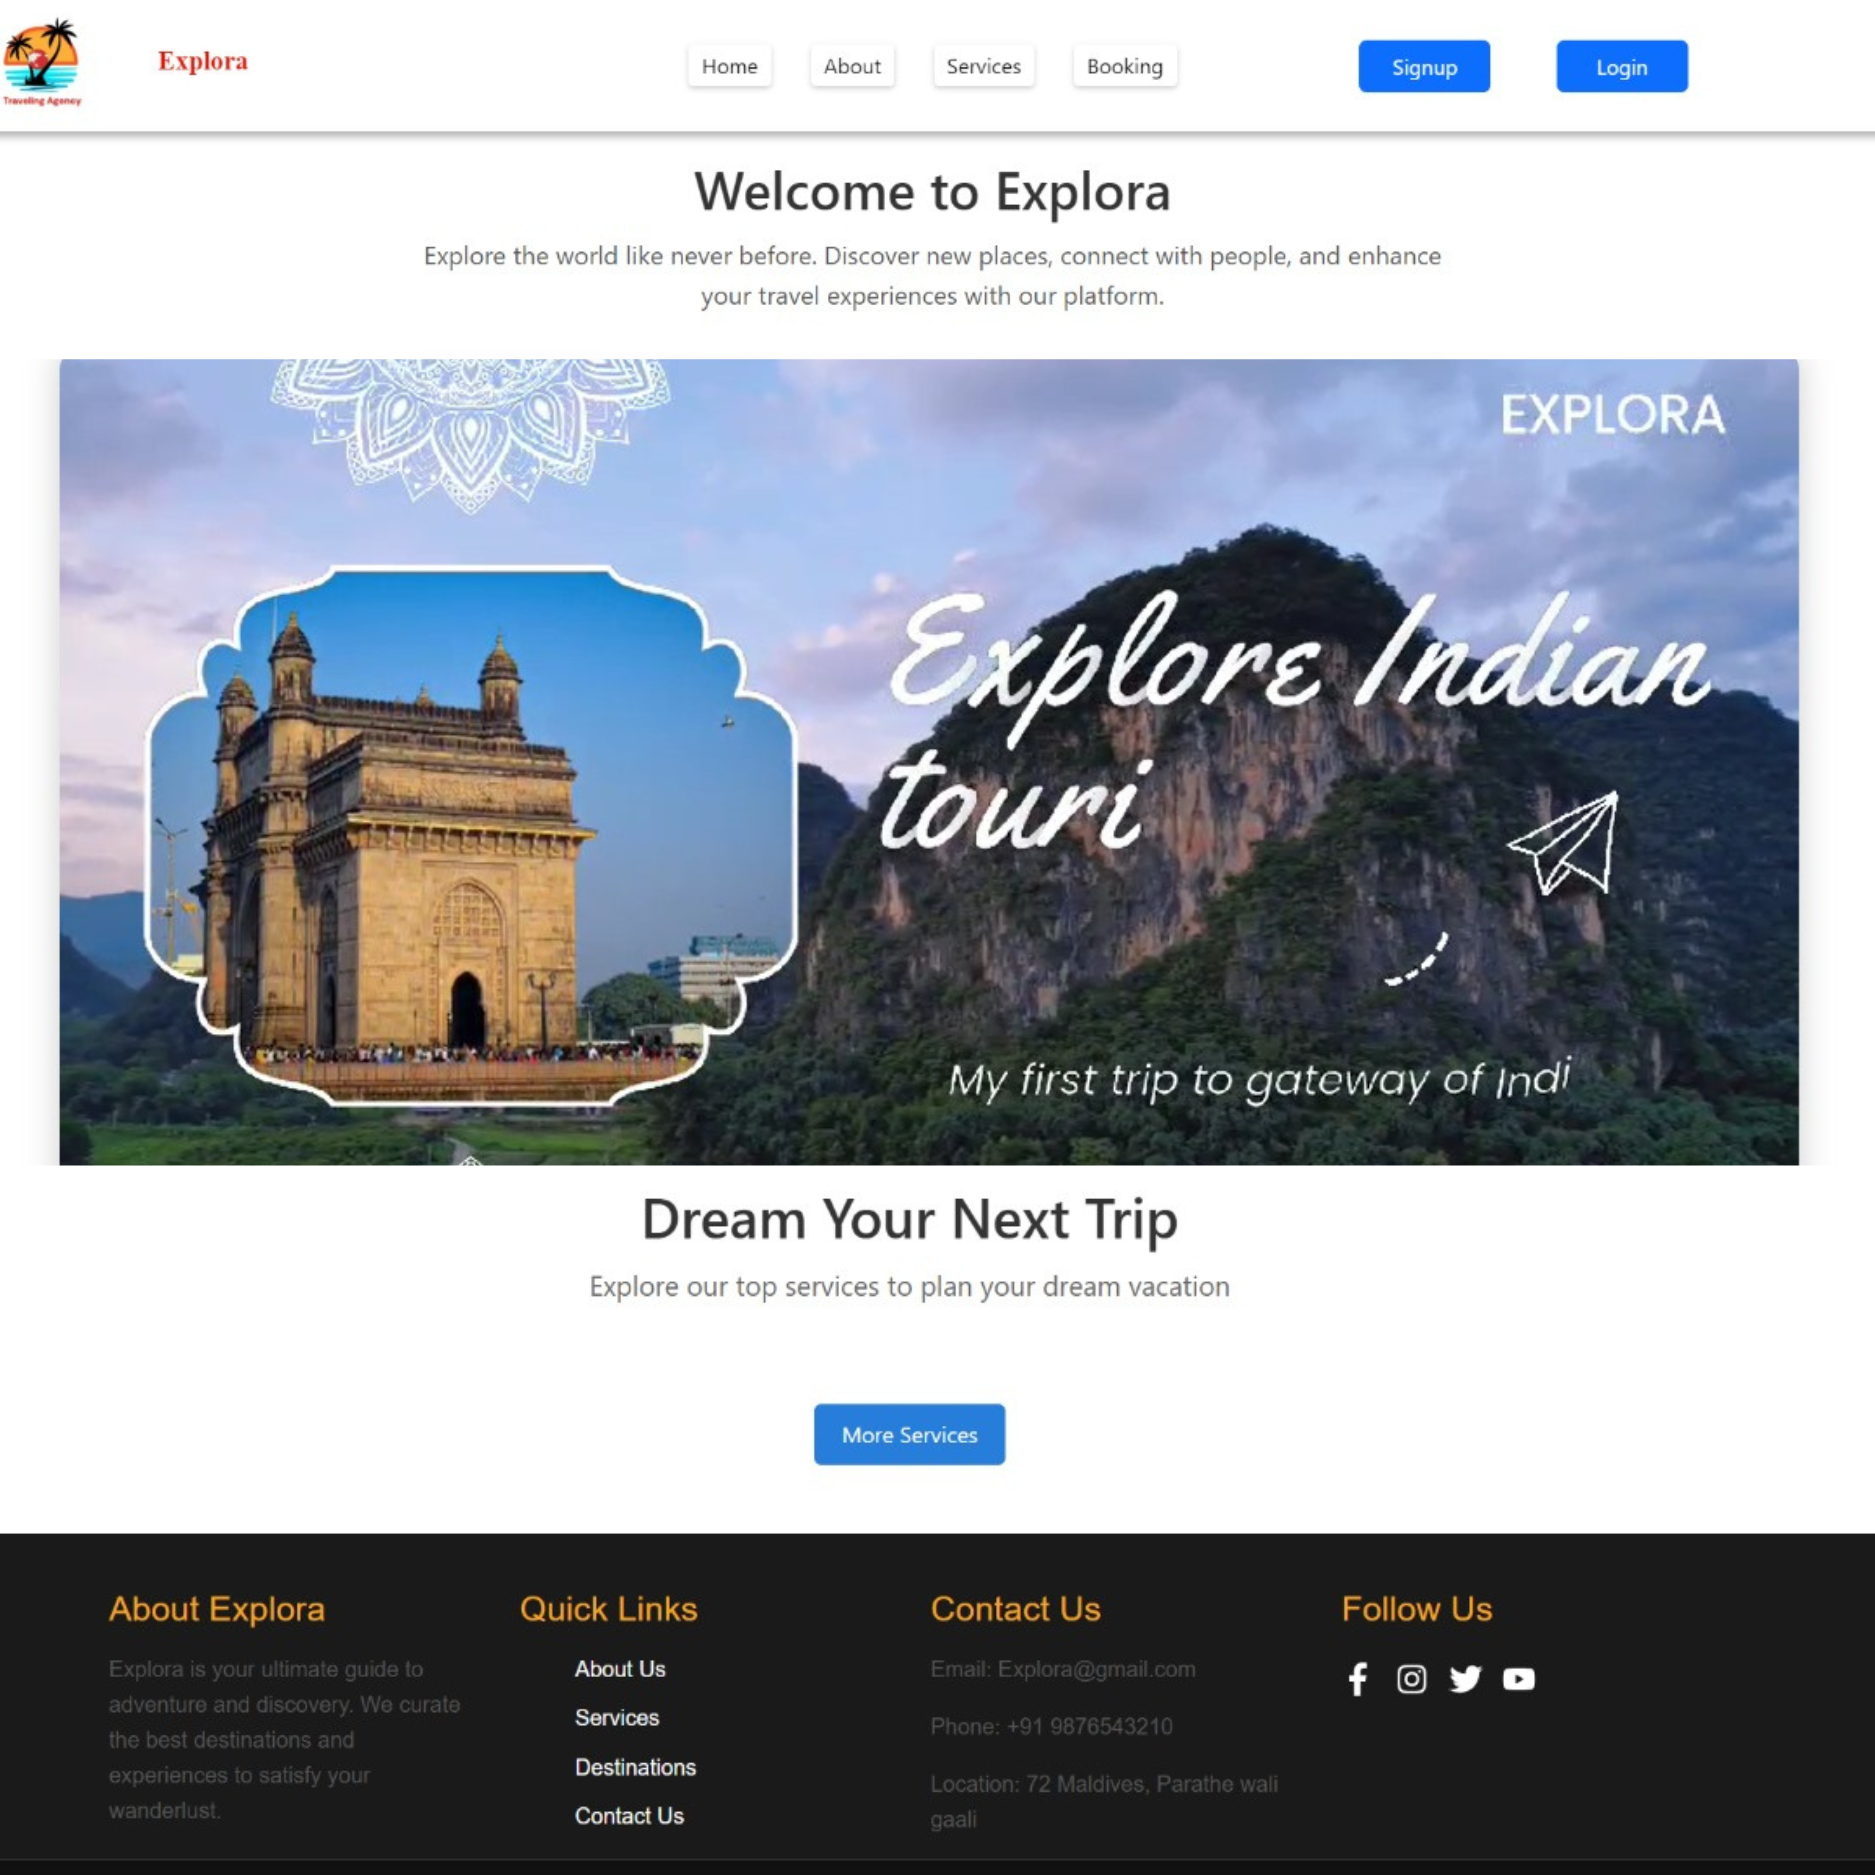 Traveling Agency
Explora
Home
About
Services
Booking
Signup
Login
Welcome to Explora
Explore the world like never before. Discover new places, connect with people, and enhance
your travel experiences with our platform.
EXPLORA
Explore Indian
touri
My first trip to gateway of Indi
Dream Your Next Trip
Explore our top services to plan your dream vacation
More Services
About Explora
Explora is your ultimate guide to
adventure and discovery. We curate
the best destinations and
experiences to satisfy your
wanderlust.
Quick Links
About Us
Services
Destinations
Contact Us
Contact Us
Email: Explora@gmail.com
Phone: +91 9876543210
Location: 72 Maldives, Parathe wali
gaali
Follow Us